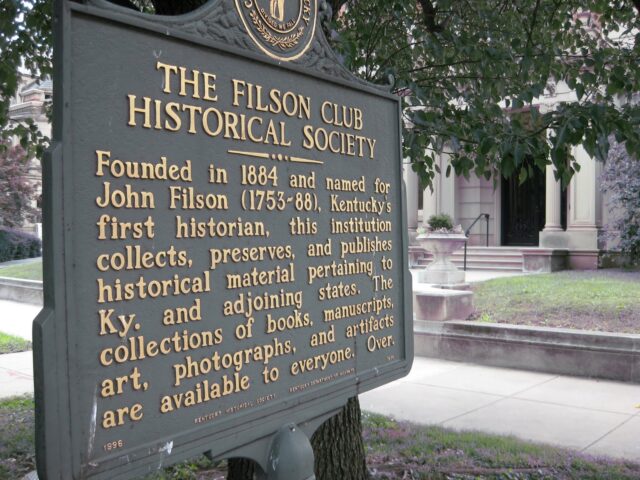 THE FILSON CLUB
HISTORICAL SOCIETY
Founded in 1884 and named for
John Filson (1753-88), Kentucky's
first historian, this institution
collects, preserves, and publishes
historical material pertaining to
Ky. and adjoining states. The
collections of books, manuscripts,
art, photographs, and artifacts
are available to everyone. Over.
1996 KENTUCKY HISTORICAL SOCIETY KENTUCKY DEPARTMENT OF HIGHWAYS